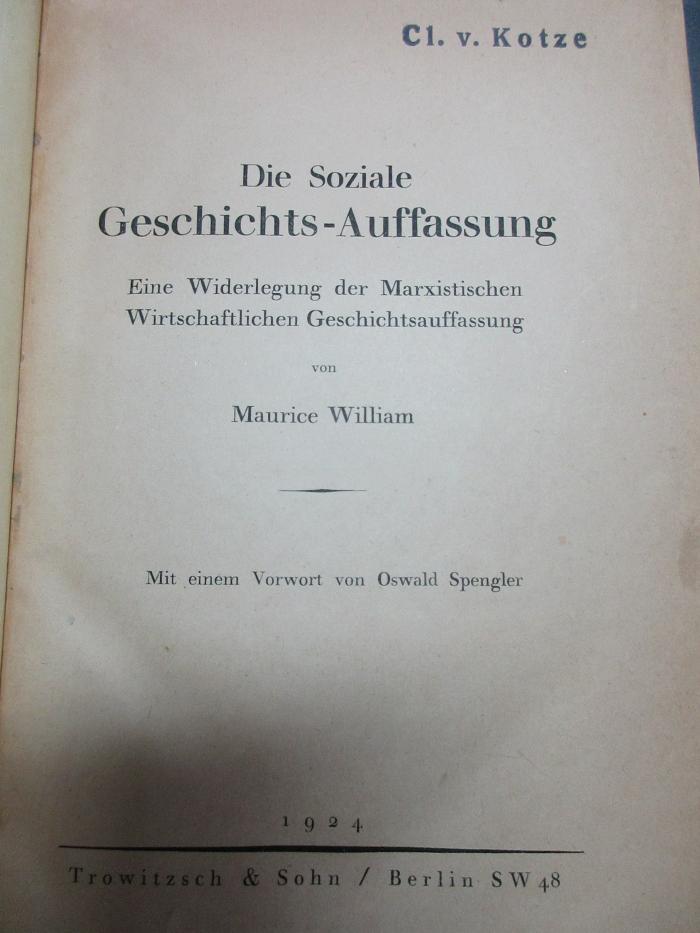 Cl. v. Kotze
Die Soziale
Geschichts-Auffassung
Eine Widerlegung der Marxistischen
Wirtschaftlichen Geschichtsauffassung
von
Maurice William
Mit einem Vorwort von Oswald Spengler
1924
Trowitzsch & Sohn / Berlin SW 48